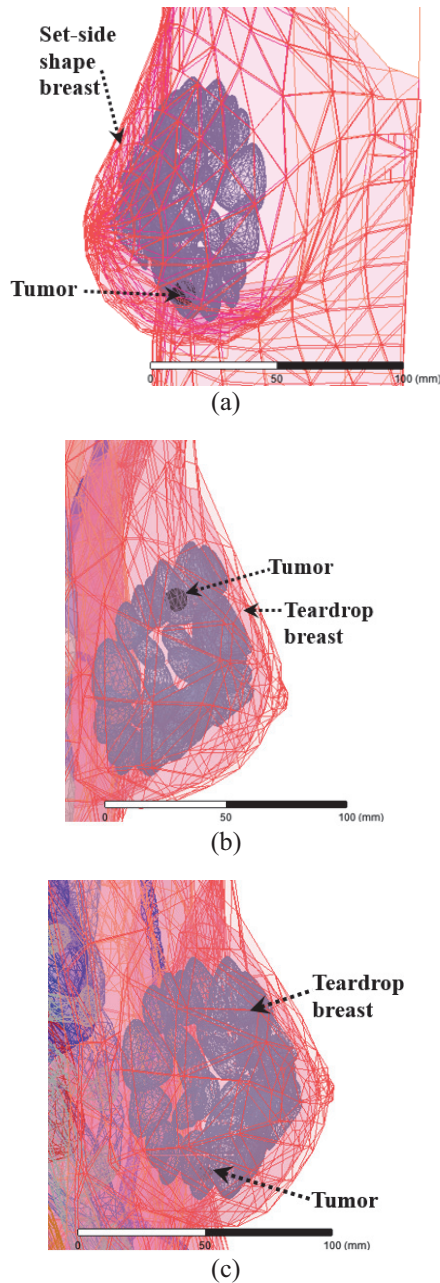 Set-side
shape
breast
Tumor
0 50 100 (mm)
(a)
Tumor
Teardrop
breast
0 50 100 (mm)
(b)
Teardrop
breast
Tumor
0 50 100 (mm)
(c)